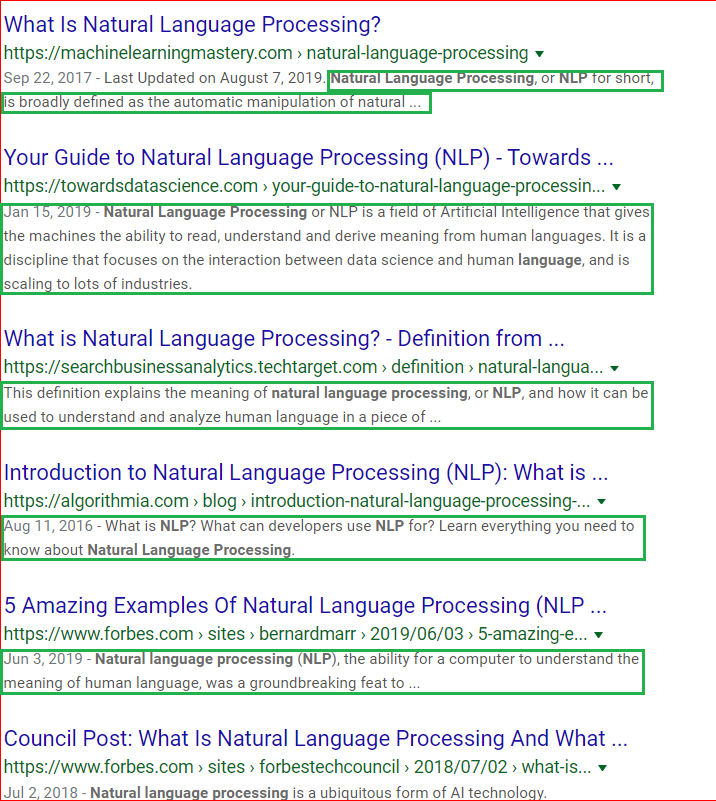 What Is Natural Language Processing?
https://machinelearningmastery.com › natural-language-processing
Sep 22, 2017 - Last Updated on August 7, 2019. Natural Language Processing, or NLP for short,
is broadly defined as the automatic manipulation of natural ...
Your Guide to Natural Language Processing (NLP) - Towards ...
https://towardsdatascience.com › your-guide-to-natural-language-processin...
Jan 15, 2019 - Natural Language Processing or NLP is a field of Artificial Intelligence that gives
the machines the ability to read, understand and derive meaning from human languages. It is a
discipline that focuses on the interaction between data science and human language, and is
scaling to lots of industries.
What is Natural Language Processing? - Definition from ...
https://searchbusinessanalytics.techtarget.com › definition › natural-langua...
This definition explains the meaning of natural language processing, or NLP, and how it can be
used to understand and analyze human language in a piece of ...
Introduction to Natural Language Processing (NLP): What is ...
https://algorithmia.com › blog › introduction-natural-language-processing-...
Aug 11, 2016 - What is NLP? What can developers use NLP for? Learn everything you need to
know about Natural Language Processing.
5 Amazing Examples Of Natural Language Processing (NLP ...
https://www.forbes.com › sites › bernardmarr › 2019/06/03 › 5-amazing-e...
Jun 3, 2019 - Natural language processing (NLP), the ability for a computer to understand the
meaning of human language, was a groundbreaking feat to ...
Council Post: What Is Natural Language Processing And What ...
https://www.forbes.com › sites › forbestechcouncil › 2018/07/02 › what-is...
Jul 2, 2018 - Natural language processing is a ubiquitous form of AI technology.